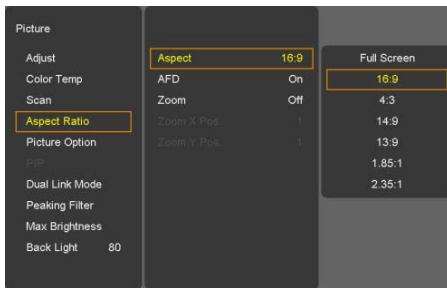 Picture
Adjust
Color Temp
Scan
Aspect Ratio
Picture Option
PIP
Dual Link Mode
Peaking Filter
Max Brightness
Back Light 80
Aspect 16:9
AFD On
Zoom Off
Zoom X Pos. 1
Zoom Y Pos. 1
Full Screen
16:9
4:3
14:9
13:9
1.85:1
2.35:1